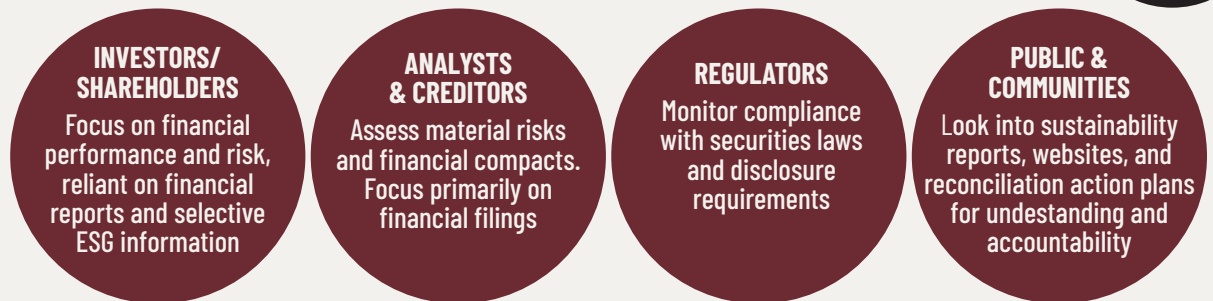 INVESTORS/
SHAREHOLDERS
Focus on financial
performance and risk,
reliant on financial
reports and selective
ESG information
ANALYSTS
& CREDITORS
Assess material risks
and financial compacts.
Focus primarily on
financial filings
REGULATORS
Monitor compliance
with securities laws
and disclosure
requirements
PUBLIC &
COMMUNITIES
Look into sustainability
reports, websites, and
reconciliation action plans
for undestanding and
accountability